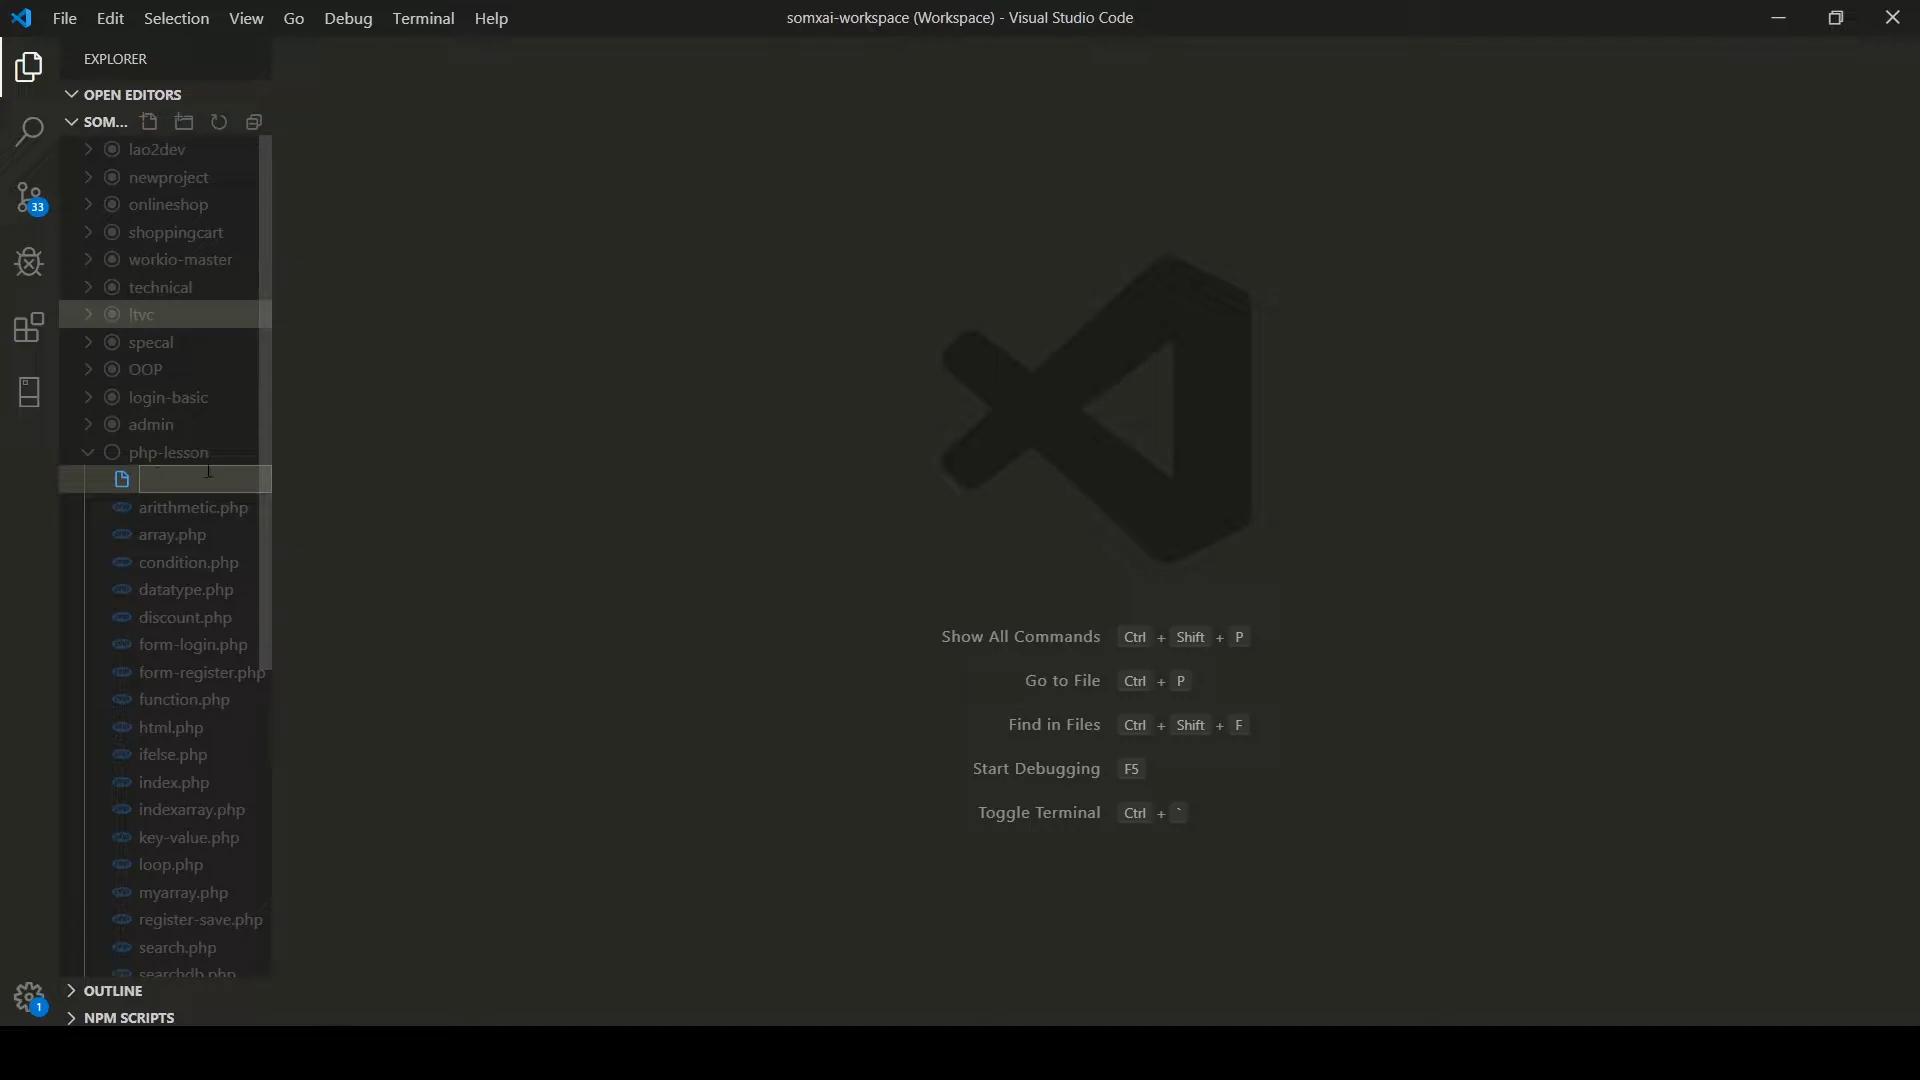 File Edit Selection View Go Debug Terminal Help
somxai-workspace (Workspace) - Visual Studio Code
EXPLORER
OPEN EDITORS
SOM...
lao2dev
newproject
onlineshop
33
shoppingcart
workio-master
technical
ltvc
specal
OOP
login-basic
admin
php-lesson
aritthmetic.php
array.php
condition.php
datatype.php
discount.php
form-login.php
form-register.php
function.php
html.php
ifelse.php
index.php
indexarray.php
key-value.php
loop.php
myarray.php
register-save.php
search.php
searchdb.php
OUTLINE
1
NPM SCRIPTS
Show All Commands Ctrl + Shift + P
Go to File Ctrl + P
Find in Files Ctrl + Shift + F
Start Debugging F5
Toggle Terminal Ctrl + `